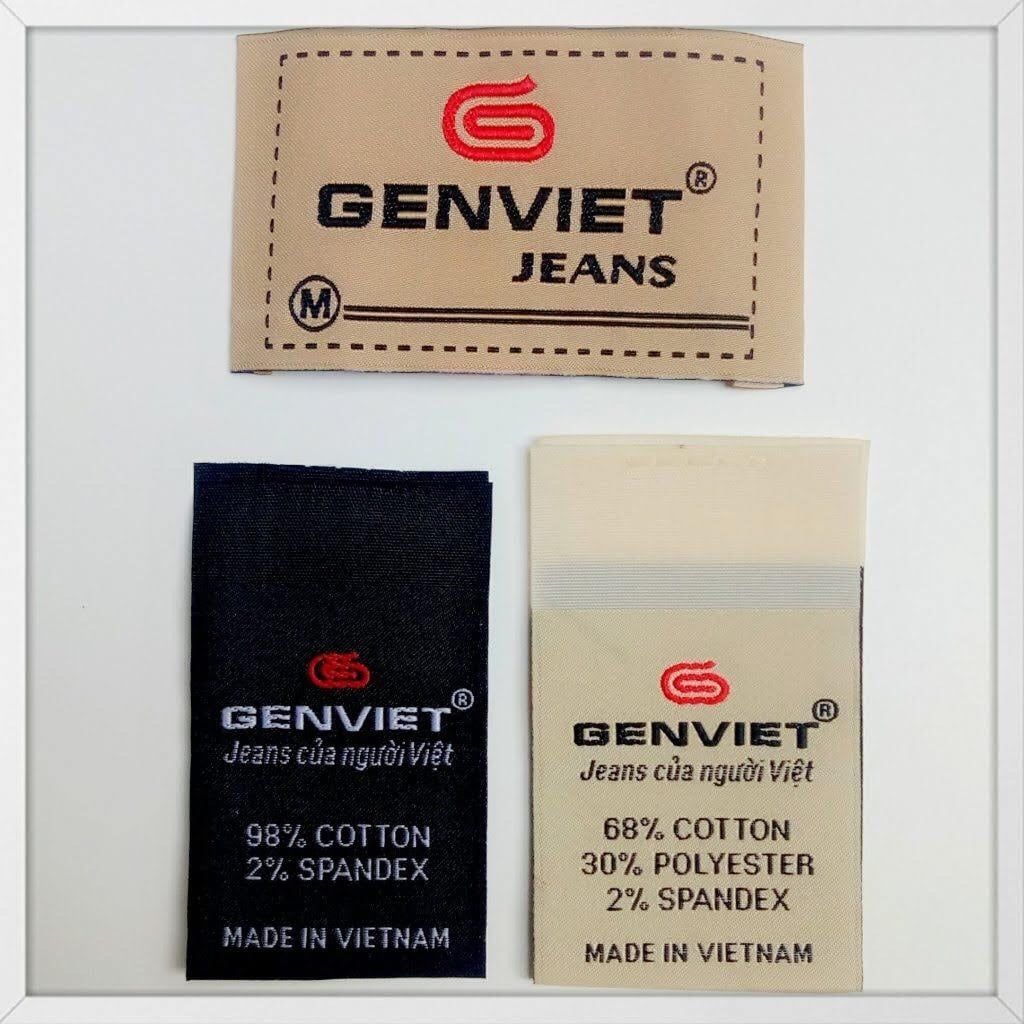 GENVIET®
JEANS
M
GENVIET®
Jeans của người Việt
98% COTTON
2% SPANDEX
MADE IN VIETNAM
GENVIET®
Jeans của người Việt
68% COTTON
30% POLYESTER
2% SPANDEX
MADE IN VIETNAM